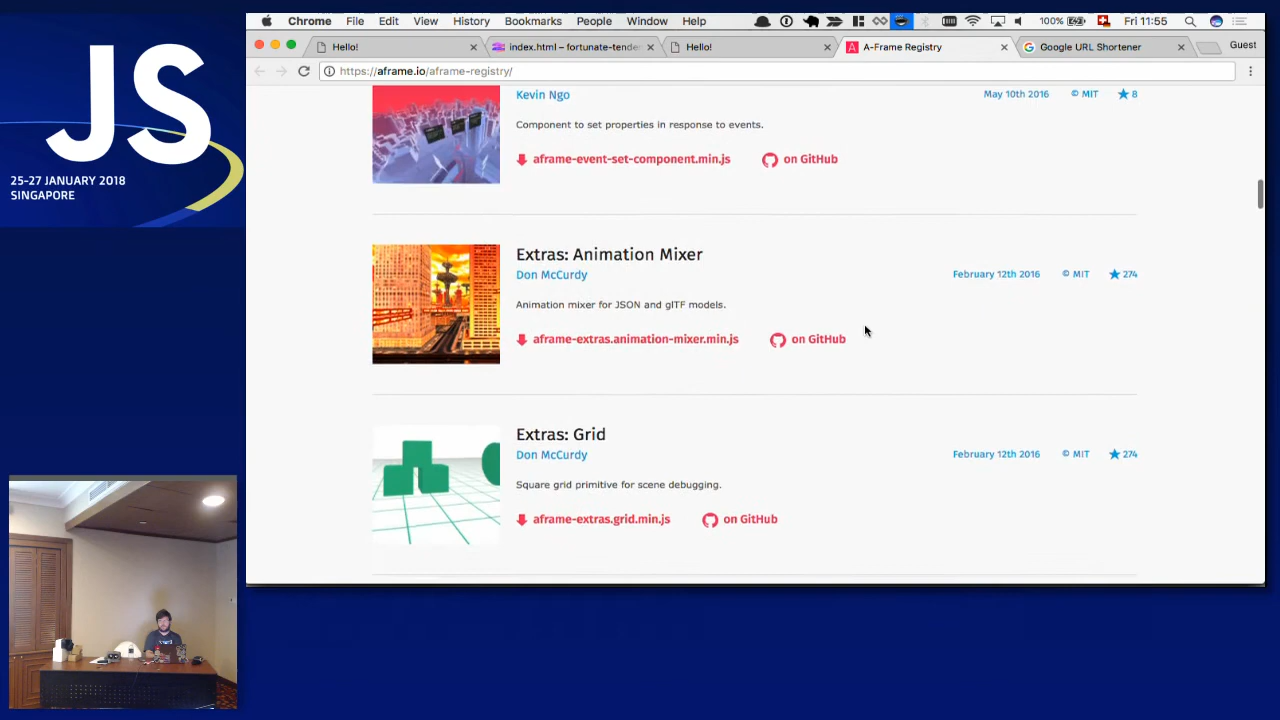 JS
25-27 JANUARY 2018
SINGAPORE
Chrome File Edit View History Bookmarks People Window Help 100% Fri 11:55
Hello! index.html – fortunate-tende Hello! A-Frame Registry Google URL Shortener Guest
https://aframe.io/aframe-registry/
Kevin Ngo May 10th 2016 © MIT ★ 8
Component to set properties in response to events.
aframe-event-set-component.min.js on GitHub
Extras: Animation Mixer
Don McCurdy February 12th 2016 © MIT ★ 274
Animation mixer for JSON and glTF models.
aframe-extras.animation-mixer.min.js on GitHub
Extras: Grid
Don McCurdy February 12th 2016 © MIT ★ 274
Square grid primitive for scene debugging.
aframe-extras.grid.min.js on GitHub